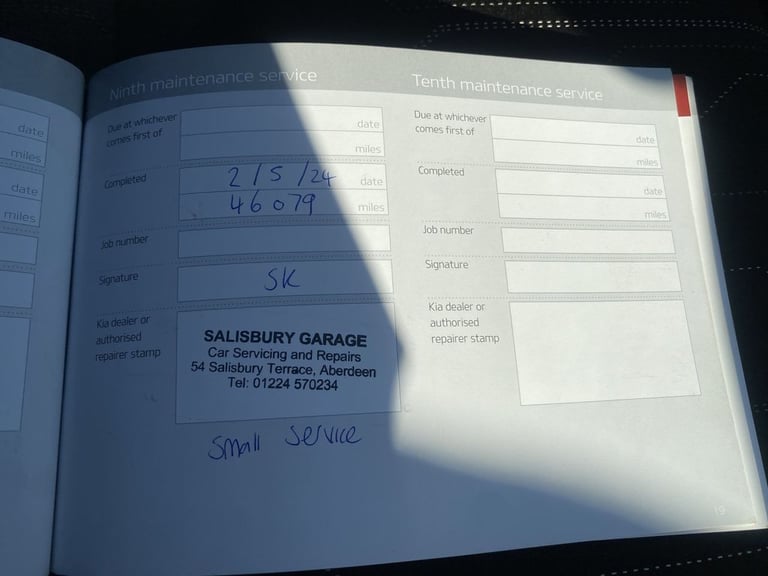 date
miles
date
miles
Ninth maintenance service
Due at whichever
comes first of
date
miles
Completed
2/5/24 date
46079 miles
Job number
Signature
SK
Kia dealer or
authorised
repairer stamp
SALISBURY GARAGE
Car Servicing and Repairs
54 Salisbury Terrace, Aberdeen
Tel: 01224 570234
Small Service
Tenth maintenance service
Due at whichever
comes first of
date
miles
Completed
date
miles
Job number
Signature
Kia dealer or
authorised
repairer stamp
19